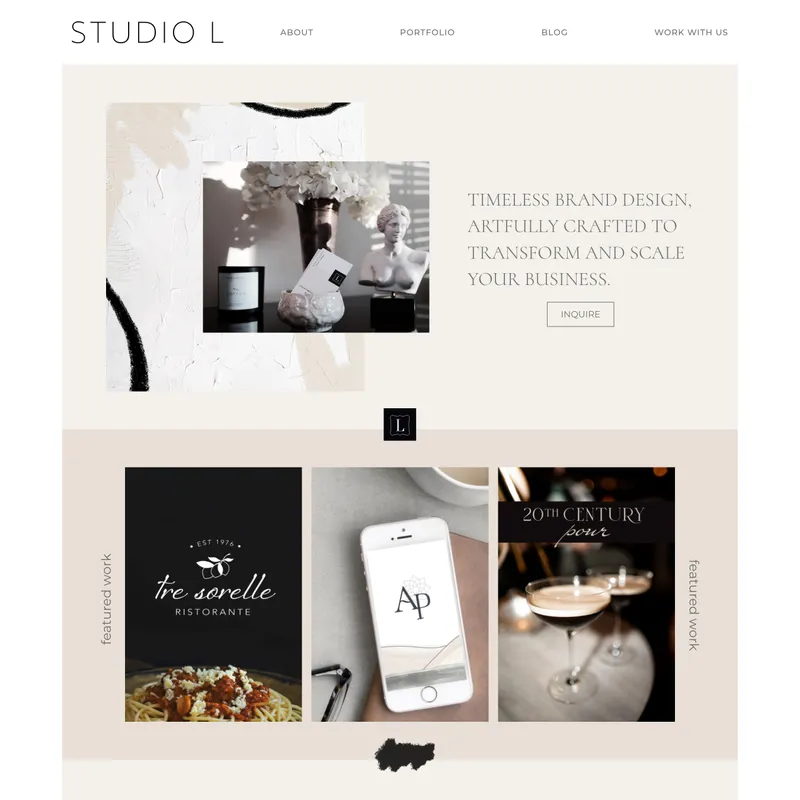 STUDIO L
ABOUT
PORTFOLIO
BLOG
WORK WITH US
TIMELESS BRAND DESIGN,
ARTFULLY CRAFTED TO
TRANSFORM AND SCALE
YOUR BUSINESS.
INQUIRE
L
featured work
• EST 1976 •
tre sorelle
RISTORANTE
AP
20TH CENTURY
pour
featured work